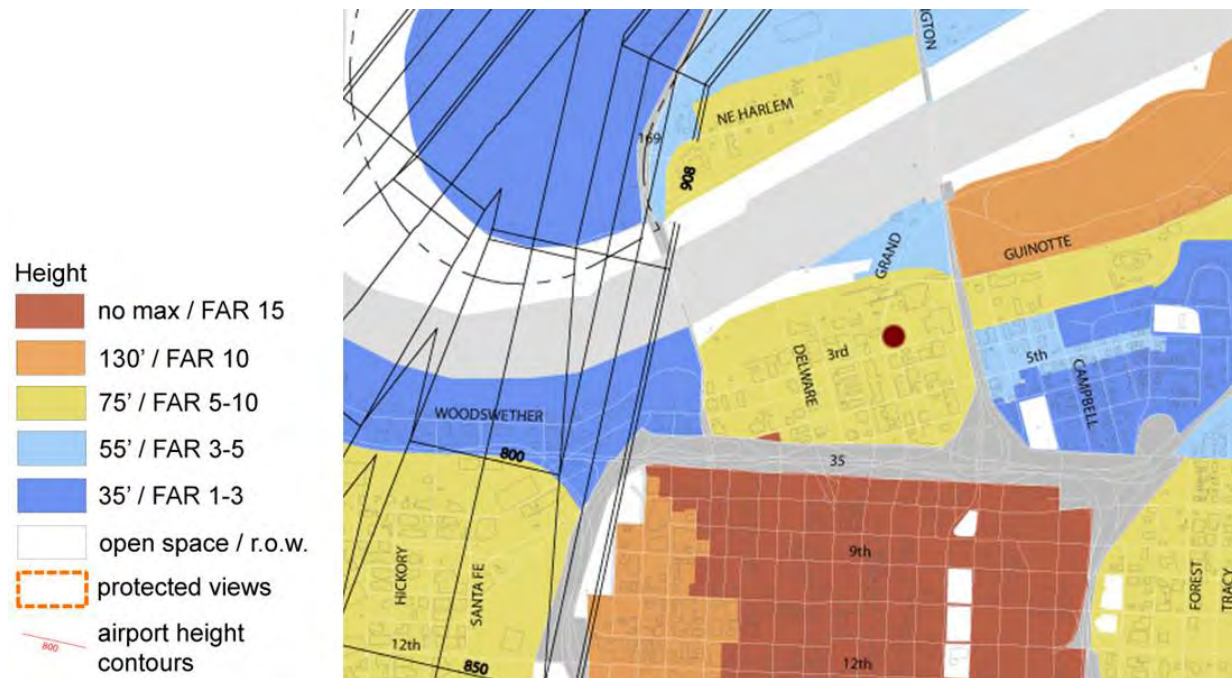 Height
no max / FAR 15
130' / FAR 10
75' / FAR 5-10
55' / FAR 3-5
35' / FAR 1-3
open space / r.o.w.
protected views
airport height
contours
800
NGTON
NE HARLEM
169
908
GRAND
GUINOTTE
DELWARE
3rd
5th
CAMPBELL
WOODSWETHER
800
35
HICKORY
SANTA FE
9th
FOREST
TRACY
12th
850
12th